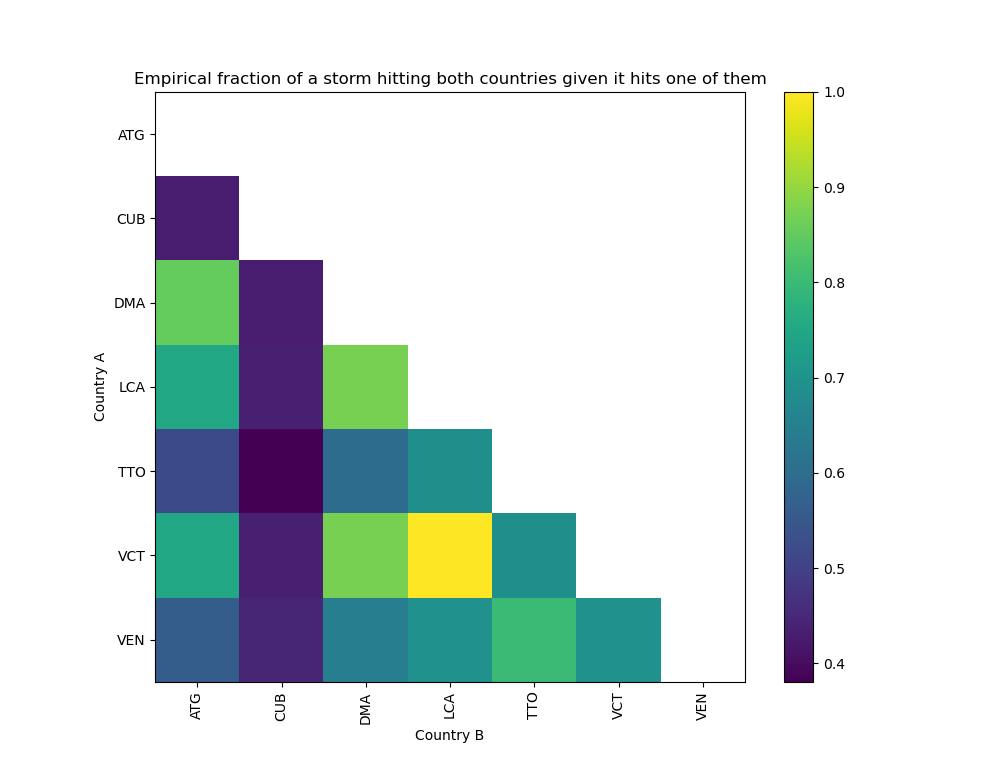 Empirical fraction of a storm hitting both countries given it hits one of them
ATG
CUB
DMA
LCA
TTO
VCT
VEN
Country A
ATG
CUB
DMA
LCA
TTO
VCT
VEN
Country B
1.0
0.9
0.8
0.7
0.6
0.5
0.4